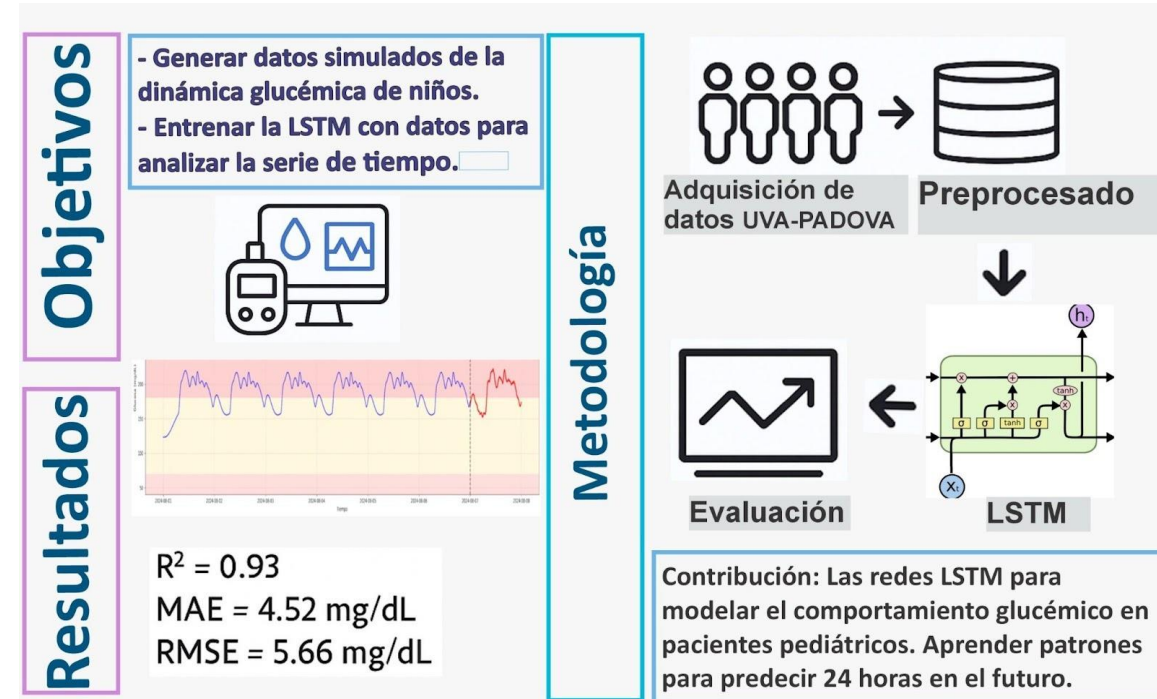 Objetivos
- Generar datos simulados de la
dinámica glucémica de niños.
- Entrenar la LSTM con datos para
analizar la serie de tiempo.
Resultados
R² = 0.93
MAE = 4.52 mg/dL
RMSE = 5.66 mg/dL
Metodología
Adquisición de
datos UVA-PADOVA
Preprocesado
hₜ
tanh
σ σ tanh σ
Xₜ
LSTM
Evaluación
Contribución: Las redes LSTM para
modelar el comportamiento glucémico en
pacientes pediátricos. Aprender patrones
para predecir 24 horas en el futuro.